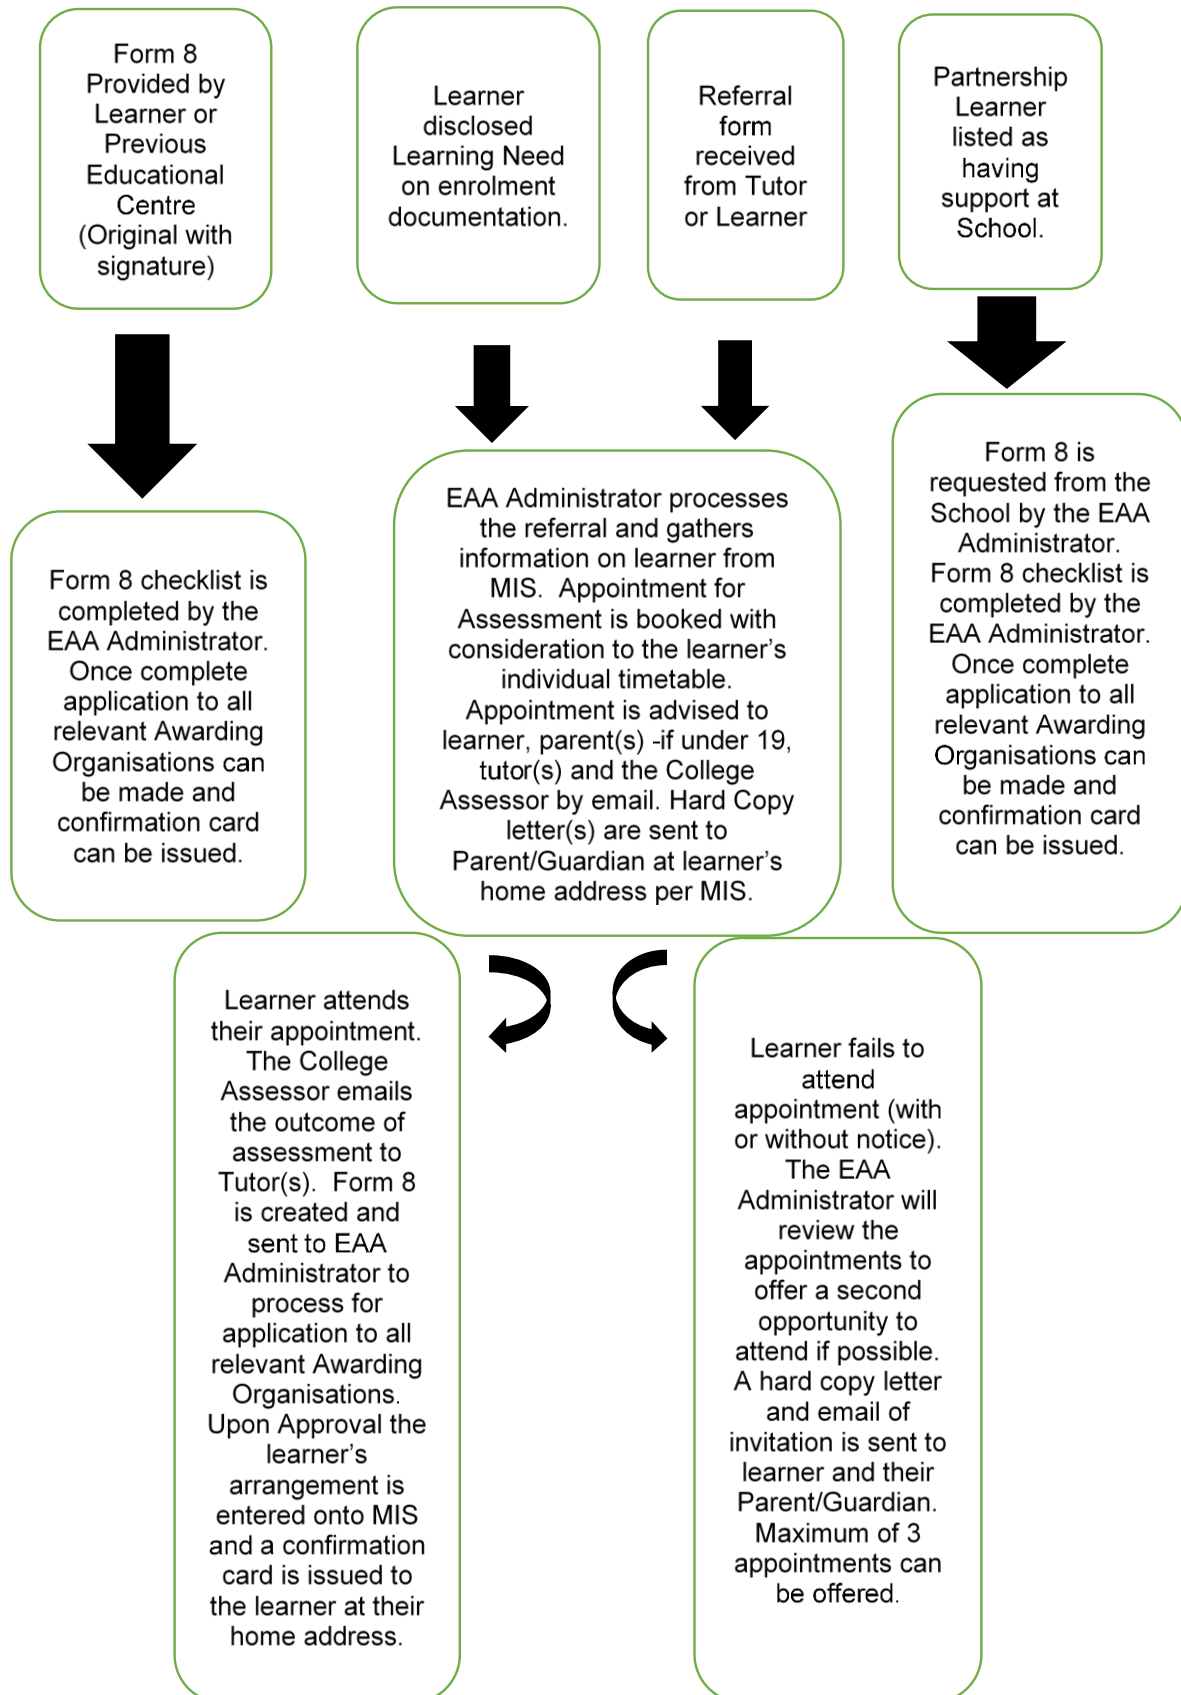 Form 8
Provided by
Learner or
Previous
Educational
Centre
(Original with
signature)
Learner
disclosed
Learning Need
on enrolment
documentation.
Referral
form
received
from Tutor
or Learner
Partnership
Learner
listed as
having
support at
School.
Form 8 checklist is
completed by the
EAA Administrator.
Once complete
application to all
relevant Awarding
Organisations can
be made and
confirmation card
can be issued.
EAA Administrator processes
the referral and gathers
information on learner from
MIS.  Appointment for
Assessment is booked with
consideration to the learner’s
individual timetable.
Appointment is advised to
learner, parent(s) -if under 19,
tutor(s) and the College
Assessor by email. Hard Copy
letter(s) are sent to
Parent/Guardian at learner’s
home address per MIS.
Form 8 is
requested from the
School by the EAA
Administrator.
Form 8 checklist is
completed by the
EAA Administrator.
Once complete
application to all
relevant Awarding
Organisations can
be made and
confirmation card
can be issued.
Learner attends
their appointment.
The College
Assessor emails
the outcome of
assessment to
Tutor(s).  Form 8
is created and
sent to EAA
Administrator to
process for
application to all
relevant Awarding
Organisations.
Upon Approval the
learner’s
arrangement is
entered onto MIS
and a confirmation
card is issued to
the learner at their
home address.
Learner fails to
attend
appointment (with
or without notice).
The EAA
Administrator will
review the
appointments to
offer a second
opportunity to
attend if possible.
A hard copy letter
and email of
invitation is sent to
learner and their
Parent/Guardian.
Maximum of 3
appointments can
be offered.